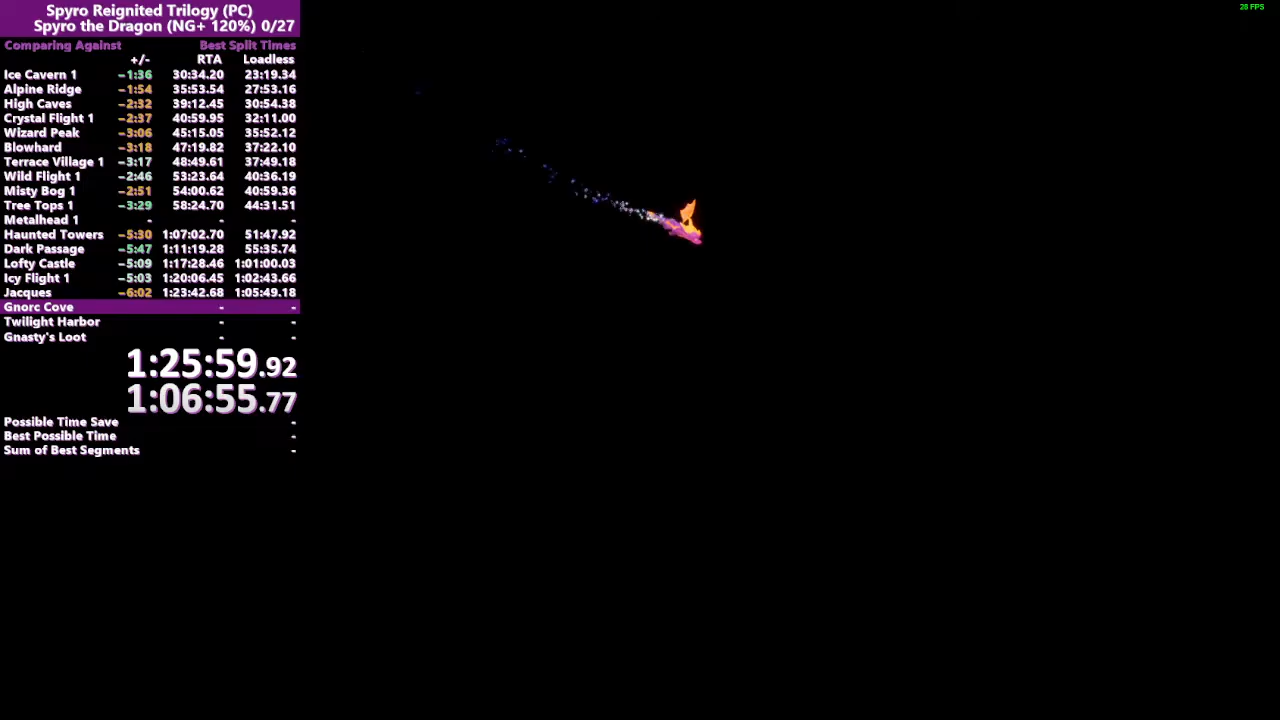 Spyro Reignited Trilogy (PC)
Spyro the Dragon (NG+ 120%) 0/27
Comparing Against Best Split Times
+/- RTA Loadless
Ice Cavern 1 −1:36 30:34.20 23:19.34
Alpine Ridge −1:54 35:53.54 27:53.16
High Caves −2:32 39:12.45 30:54.38
Crystal Flight 1 −2:37 40:59.95 32:11.00
Wizard Peak −3:06 45:15.05 35:52.12
Blowhard −3:18 47:19.82 37:22.10
Terrace Village 1 −3:17 48:49.61 37:49.18
Wild Flight 1 −2:46 53:23.64 40:36.19
Misty Bog 1 −2:51 54:00.62 40:59.36
Tree Tops 1 −3:29 58:24.70 44:31.51
Metalhead 1 - - -
Haunted Towers −5:30 1:07:02.70 51:47.92
Dark Passage −5:47 1:11:19.28 55:35.74
Lofty Castle −5:09 1:17:28.46 1:01:00.03
Icy Flight 1 −5:03 1:20:06.45 1:02:43.66
Jacques −6:02 1:23:42.68 1:05:49.18
Gnorc Cove - -
Twilight Harbor - -
Gnasty's Loot - -
1:25:59.92
1:06:55.77
Possible Time Save -
Best Possible Time -
Sum of Best Segments -
28 FPS